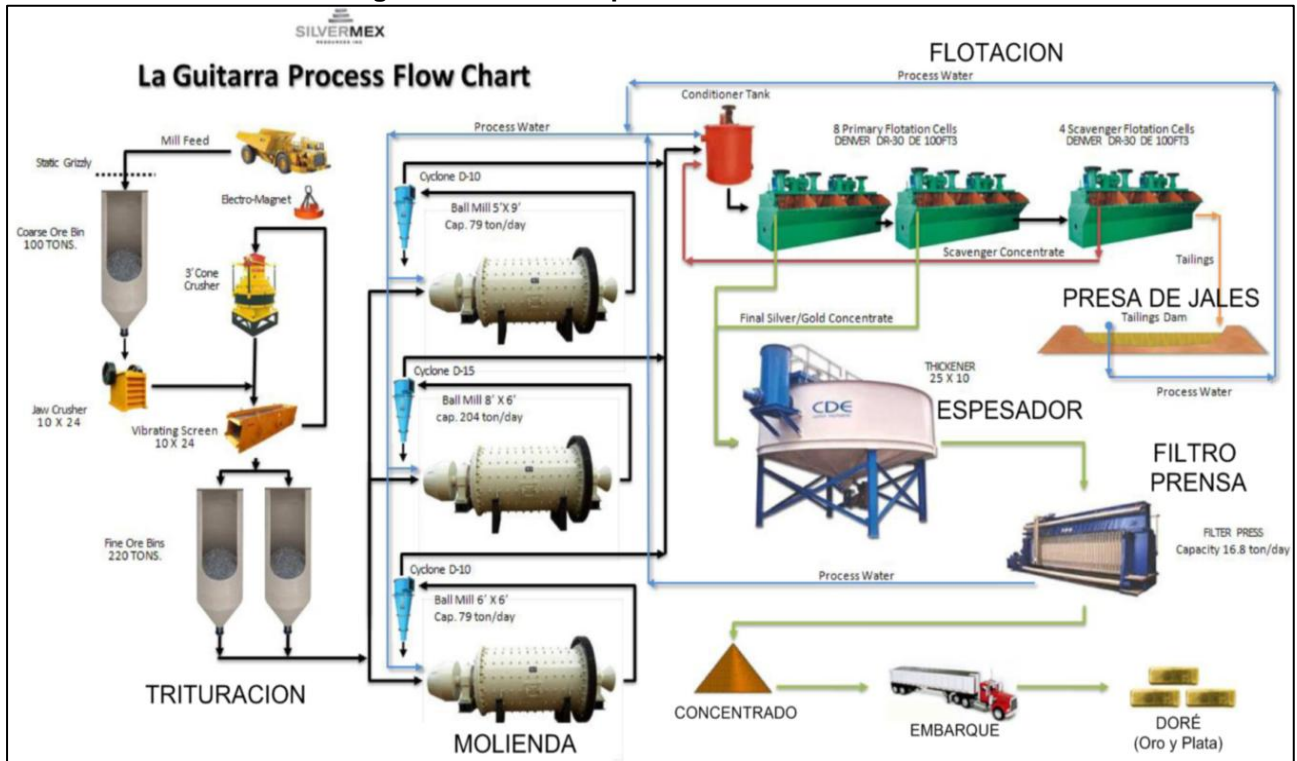 SILVERMEX
RESOURCES INC.
La Guitarra Process Flow Chart
Static Grizzly
Mill Feed
Electro-Magnet
Coarse Ore Bin
100 TONS.
3' Cone
Crusher
Jaw Crusher
10 X 24
Vibrating Screen
10 X 24
Fine Ore Bins
220 TONS.
TRITURACION
Process Water
Cyclone D-10
Ball Mill 5'X 9'
Cap. 79 ton/day
Cyclone D-15
Ball Mill 8' X 6'
cap. 204 ton/day
Cyclone D-10
Ball Mill 6' X 6'
Cap. 79 ton/day
MOLIENDA
FLOTACION
Process Water
Conditioner Tank
8 Primary Flotation Cells
DENVER DR-30 DE 100FT3
4 Scavenger Flotation Cells
DENVER DR-30 DE 100FT3
Scavenger Concentrate
Tailings
PRESA DE JALES
Tailings Dam
Process Water
Final Silver/Gold Concentrate
THICKENER
25 X 10
CDE
ESPESADOR
FILTRO
PRENSA
FILTER PRESS
Capacity 16.8 ton/day
Process Water
CONCENTRADO
EMBARQUE
DORÉ
(Oro y Plata)